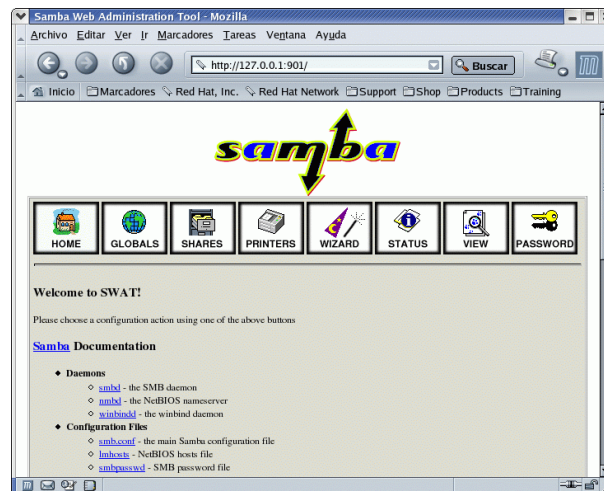 Samba Web Administration Tool - Mozilla
Archivo Editar Ver Ir Marcadores Tareas Ventana Ayuda
http://127.0.0.1:901/ Buscar
Inicio Marcadores Red Hat, Inc. Red Hat Network Support Shop Products Training
samba
HOME GLOBALS SHARES PRINTERS WIZARD STATUS VIEW PASSWORD
Welcome to SWAT!
Please choose a configuration action using one of the above buttons
Samba Documentation
Daemons
smbd - the SMB daemon
nmbd - the NetBIOS nameserver
winbindd - the winbind daemon
Configuration Files
smb.conf - the main Samba configuration file
lmhosts - NetBIOS hosts file
smbpasswd - SMB password file